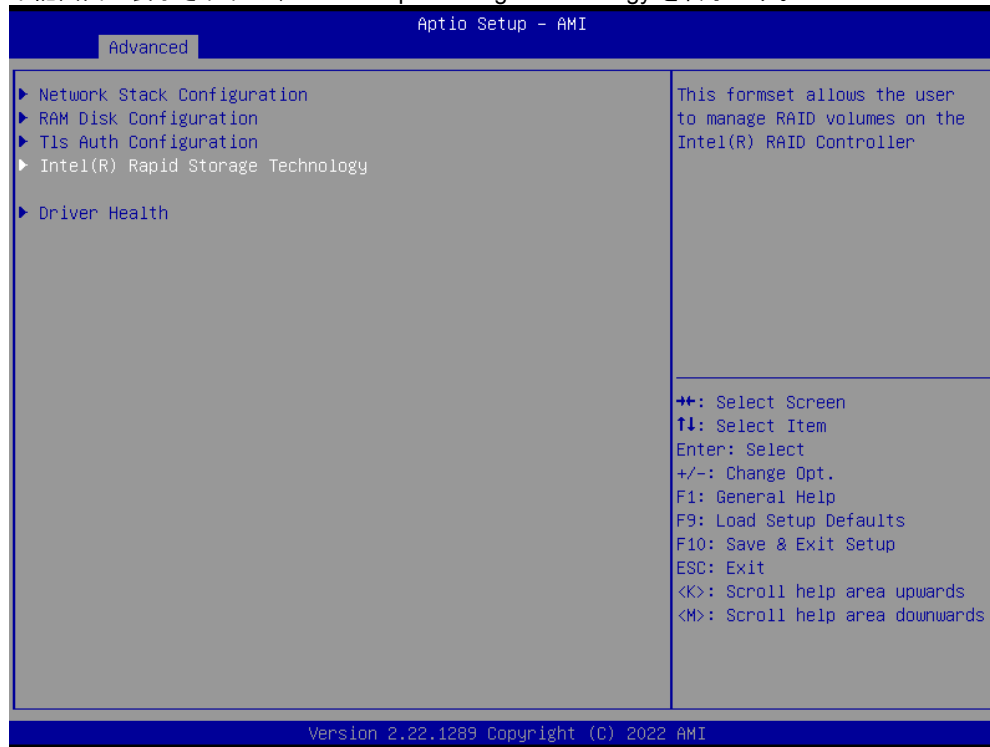 Aptio Setup – AMI
Advanced
▶ Network Stack Configuration
▶ RAM Disk Configuration
▶ Tls Auth Configuration
▶ Intel(R) Rapid Storage Technology
▶ Driver Health
This formset allows the user
to manage RAID volumes on the
Intel(R) RAID Controller
→←: Select Screen
↑↓: Select Item
Enter: Select
+/-: Change Opt.
F1: General Help
F9: Load Setup Defaults
F10: Save & Exit Setup
ESC: Exit
<K>: Scroll help area upwards
<M>: Scroll help area downwards
Version 2.22.1289 Copyright (C) 2022 AMI